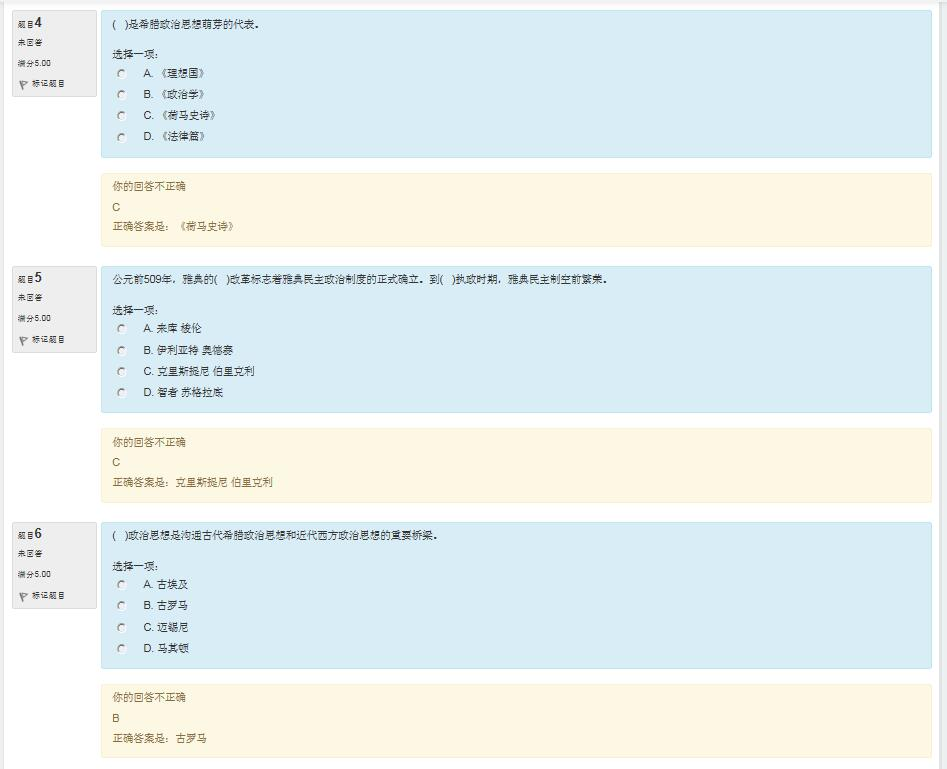 题目4
未回答
满分5.00
标记题目
( )是希腊政治思想萌芽的代表。
选择一项:
A. 《理想国》
B. 《政治学》
C. 《荷马史诗》
D. 《法律篇》
你的回答不正确
C
正确答案是：《荷马史诗》
题目5
未回答
满分5.00
标记题目
公元前509年，雅典的( )改革标志着雅典民主政治制度的正式确立。到( )执政时期，雅典民主制空前繁荣。
选择一项:
A. 来库 梭伦
B. 伊利亚特 奥德赛
C. 克里斯提尼 伯里克利
D. 智者 苏格拉底
你的回答不正确
C
正确答案是：克里斯提尼 伯里克利
题目6
未回答
满分5.00
标记题目
( )政治思想是沟通古代希腊政治思想和近代西方政治思想的重要桥梁。
选择一项:
A. 古埃及
B. 古罗马
C. 迈锡尼
D. 马其顿
你的回答不正确
B
正确答案是：古罗马